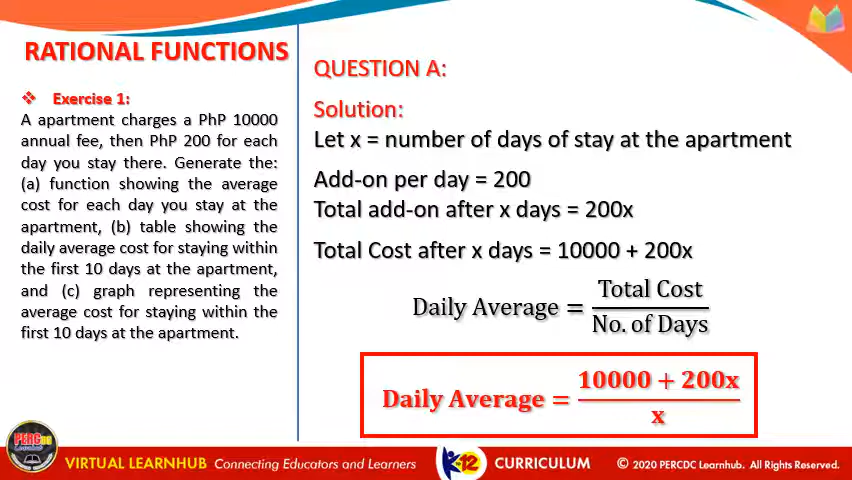 RATIONAL FUNCTIONS
❖ Exercise 1:
A apartment charges a PhP 10000
annual fee, then PhP 200 for each
day you stay there. Generate the:
(a) function showing the average
cost for each day you stay at the
apartment, (b) table showing the
daily average cost for staying within
the first 10 days at the apartment,
and (c) graph representing the
average cost for staying within the
first 10 days at the apartment.
QUESTION A:
Solution:
Let x = number of days of stay at the apartment
Add-on per day = 200
Total add-on after x days = 200x
Total Cost after x days = 10000 + 200x
Total Cost
Daily Average =
No. of Days
10000 + 200x
Daily Average =
x
PERCDC
Learnhub
VIRTUAL LEARNHUB Connecting Educators and Learners
K to 12
CURRICULUM
© 2020 PERCDC Learnhub. All Rights Reserved.